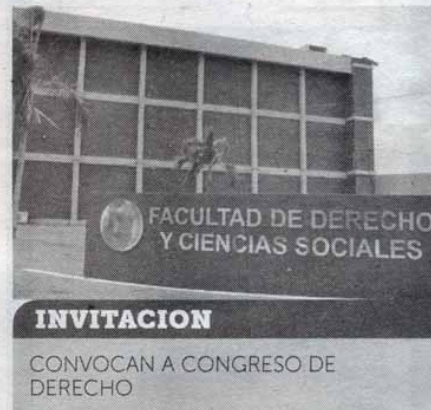 FACULTAD DE DERECHO
Y CIENCIAS SOCIALES
INVITACION
CONVOCAN A CONGRESO DE
DERECHO